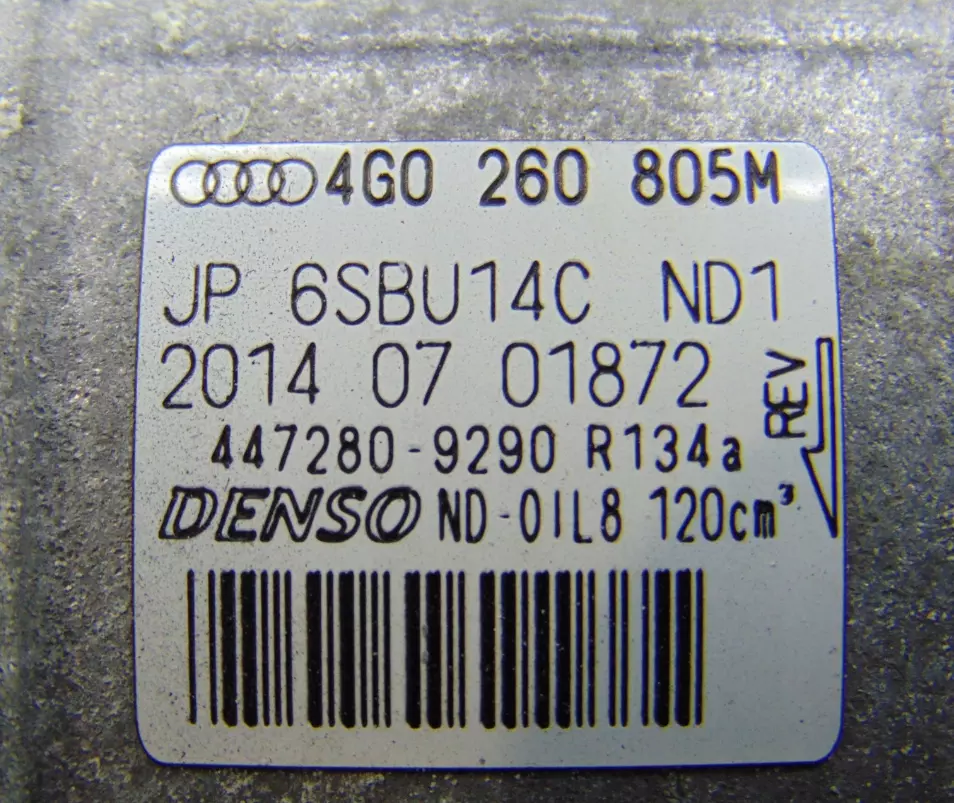 4G0 260 805M
JP 6SBU14C ND1
2014 07 01872
REV
447280-9290 R134a
DENSO ND-OIL8 120cm³